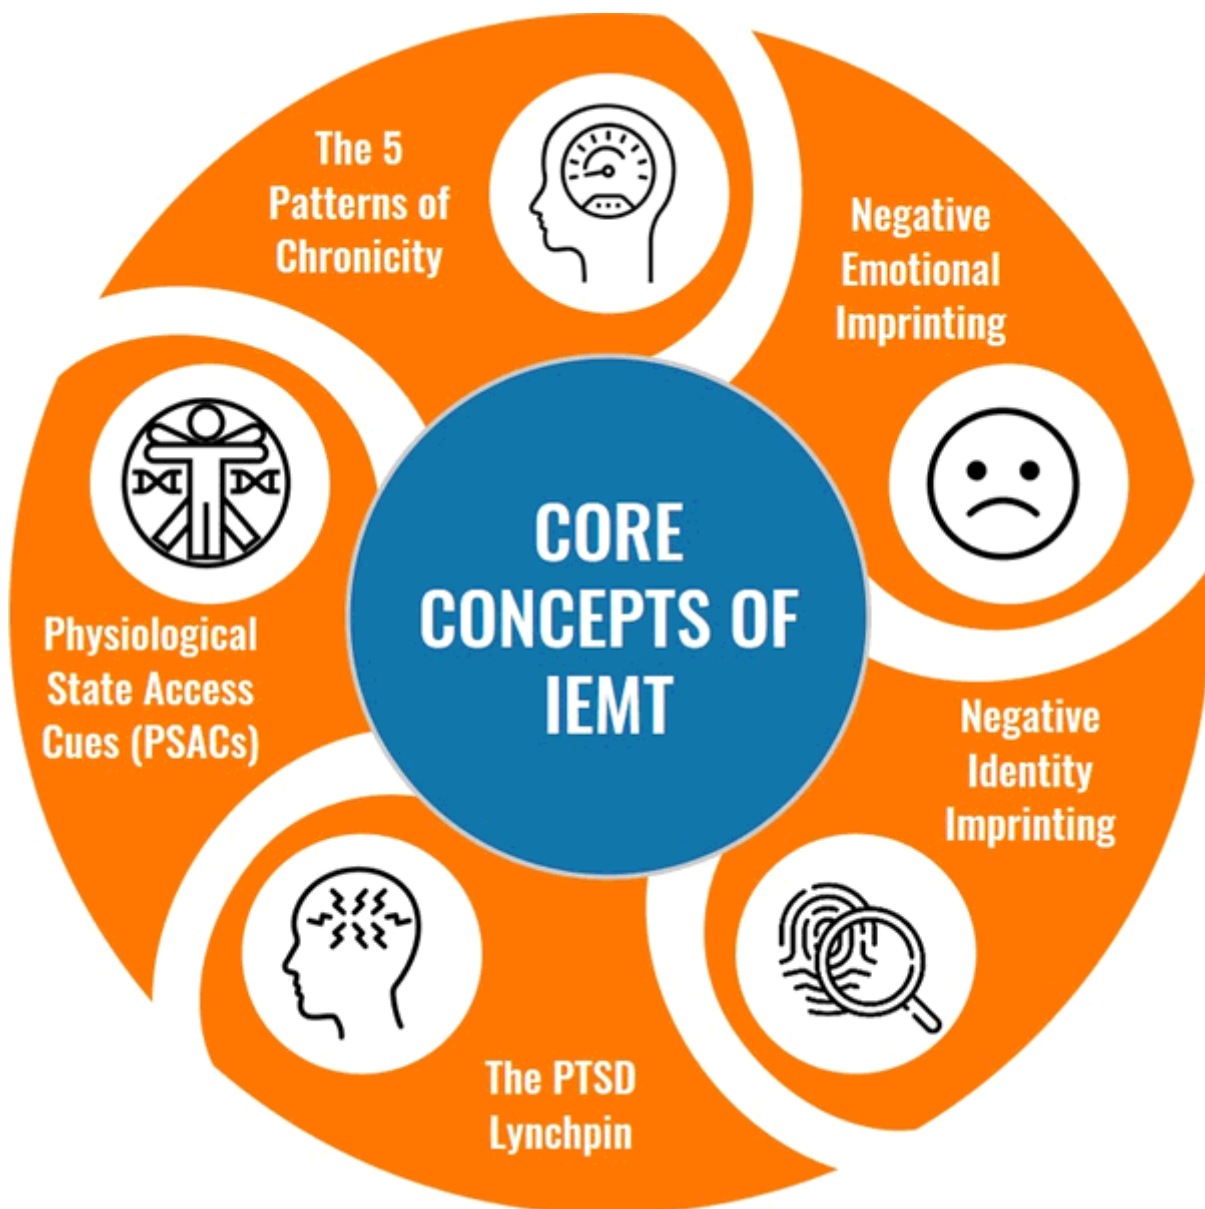 The 5
Patterns of
Chronicity
Negative
Emotional
Imprinting
CORE
CONCEPTS OF
IEMT
Physiological
State Access
Cues (PSACs)
Negative
Identity
Imprinting
The PTSD
Lynchpin